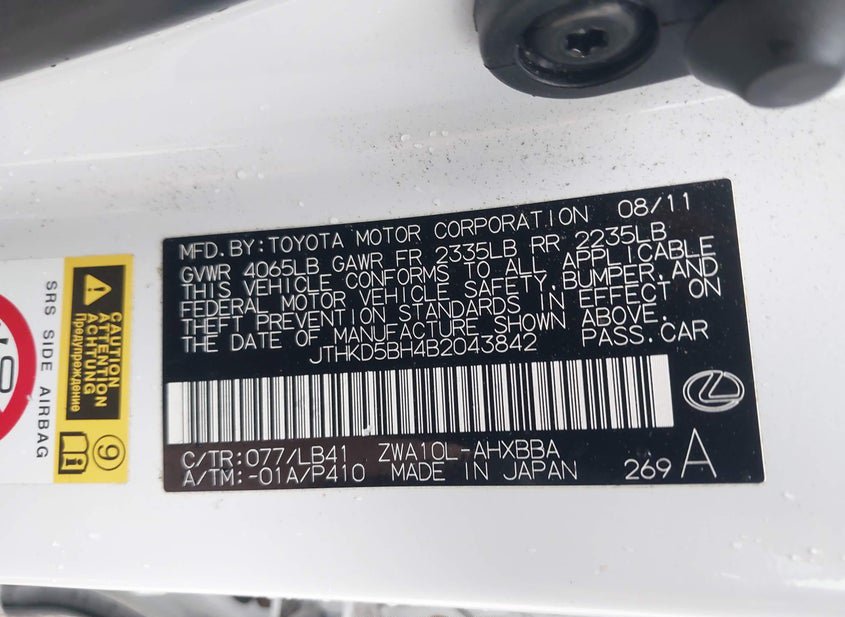 MFD. BY: TOYOTA MOTOR CORPORATION 08/11
GVWR 4065LB GAWR FR 2335LB RR 2235LB
THIS VEHICLE CONFORMS TO ALL APPLICABLE
FEDERAL MOTOR VEHICLE SAFETY, BUMPER, AND
THEFT PREVENTION STANDARDS IN EFFECT ON
THE DATE OF MANUFACTURE SHOWN ABOVE.
JTHKD5BH4B2043842 PASS. CAR
C/TR: 077/LB41 ZWA10L-AHXBBA
A/TM: -01A/P410 MADE IN JAPAN 269 A
SRS SIDE AIRBAG
CAUTION
ATTENTION
ACHTUNG
Предупреждение
9